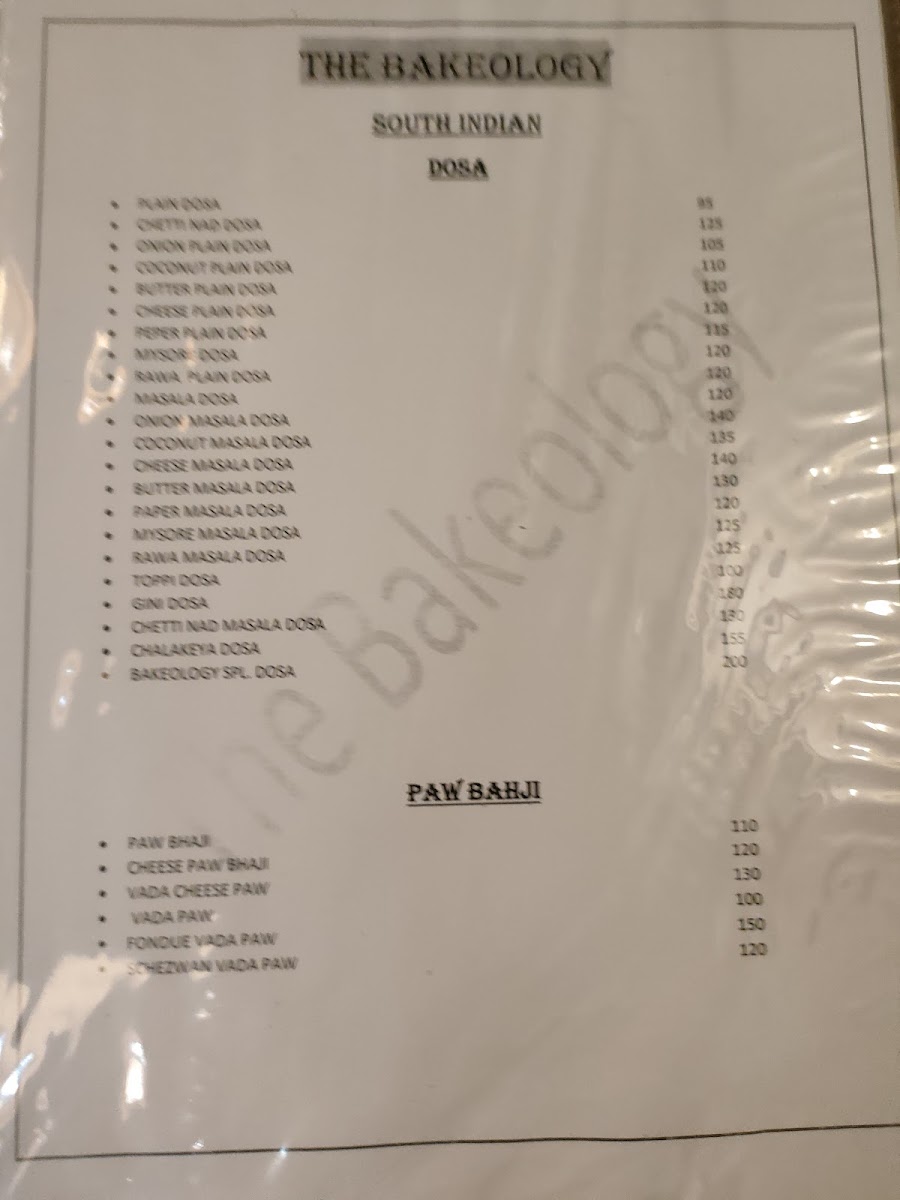 THE BAKEOLOGY
SOUTH INDIAN
DOSA
• PLAIN DOSA 95
• CHETTI NAD DOSA 125
• ONION PLAIN DOSA 105
• COCONUT PLAIN DOSA 110
• BUTTER PLAIN DOSA 120
• CHEESE PLAIN DOSA 120
• PEPER PLAIN DOSA 115
• MYSORE DOSA 120
• RAWA PLAIN DOSA 120
• MASALA DOSA 120
• ONION MASALA DOSA 140
• COCONUT MASALA DOSA 135
• CHEESE MASALA DOSA 140
• BUTTER MASALA DOSA 130
• PAPER MASALA DOSA 120
• MYSORE MASALA DOSA 125
• RAWA MASALA DOSA 125
• TOPPI DOSA 100
• GINI DOSA 180
• CHETTI NAD MASALA DOSA 130
• CHALAKEYA DOSA 155
• BAKEOLOGY SPL. DOSA 200
The Bakeology
PAW BAHJI
• PAW BHAJI 110
• CHEESE PAW BHAJI 120
• VADA CHEESE PAW 130
• VADA PAW 100
• FONDUE VADA PAW 150
• SCHEZWAN VADA PAW 120